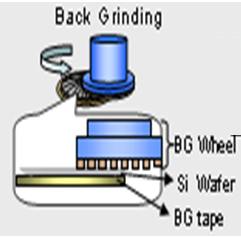 Back Grinding
BG Wheel
Si Wafer
BG tape